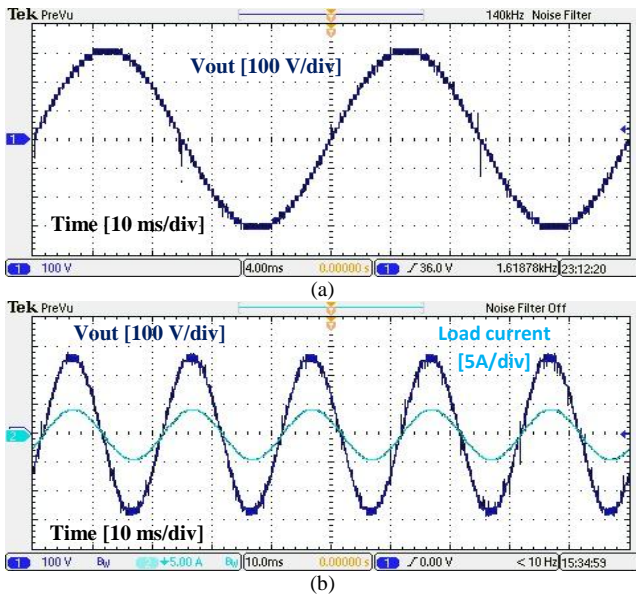 Tek PreVu 140kHz Noise Filter
Vout [100 V/div]
1
Time [10 ms/div]
1 100 V 4.00ms 0.00000 s 1 36.0 V 1.61878kHz 23:12:20
(a)
Tek PreVu Noise Filter Off
Vout [100 V/div] Load current
[5A/div]
2
Time [10 ms/div]
1 100 V BW 2 5.00 A BW 10.0ms 0.00000 s 1 0.00 V < 10 Hz 15:34:59
(b)